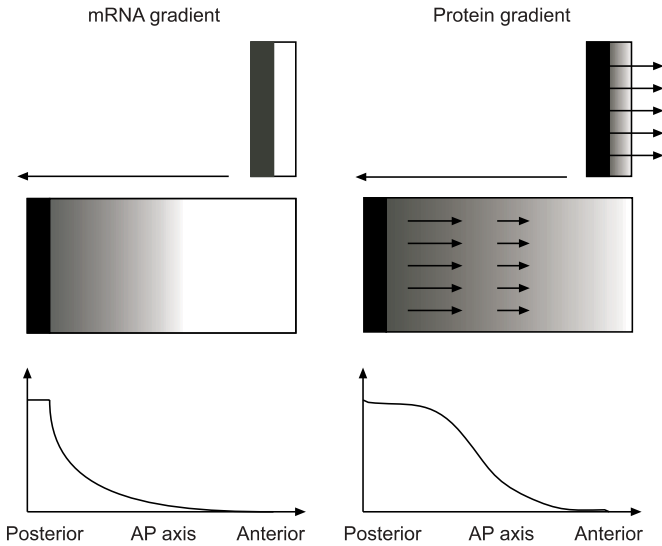 mRNA gradient
Protein gradient
Posterior AP axis Anterior
Posterior AP axis Anterior